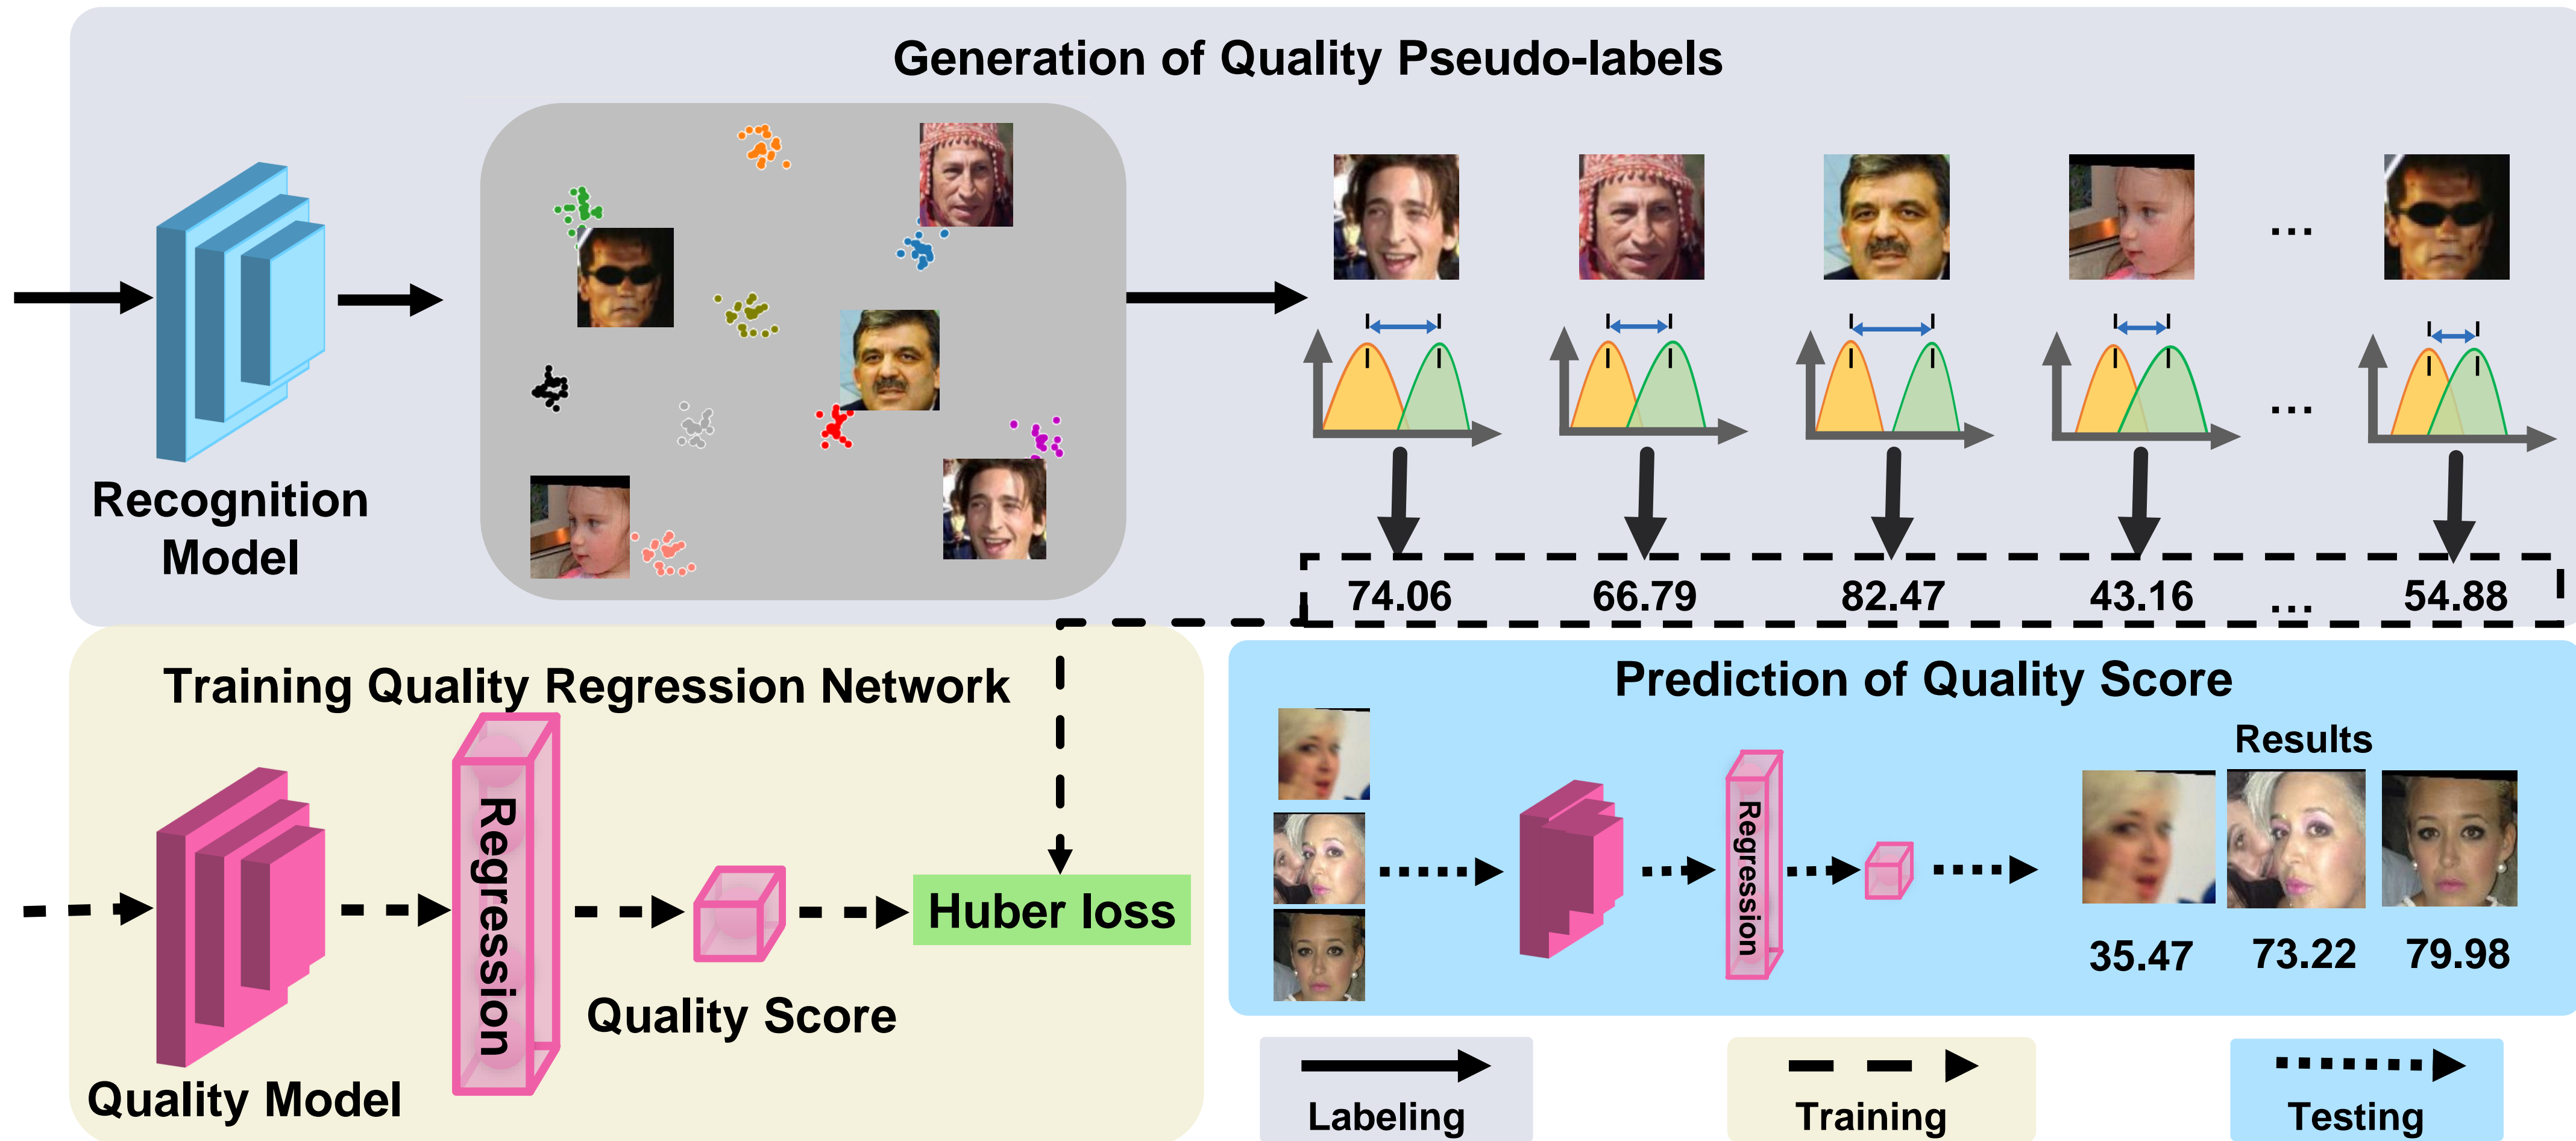 Generation of Quality Pseudo-labels
Recognition
Model
...
...
74.06 66.79 82.47 43.16 ... 54.88
Training Quality Regression Network
Regression
Huber loss
Quality Score
Quality Model
Prediction of Quality Score
Regression
Results
35.47 73.22 79.98
Labeling
Training
Testing